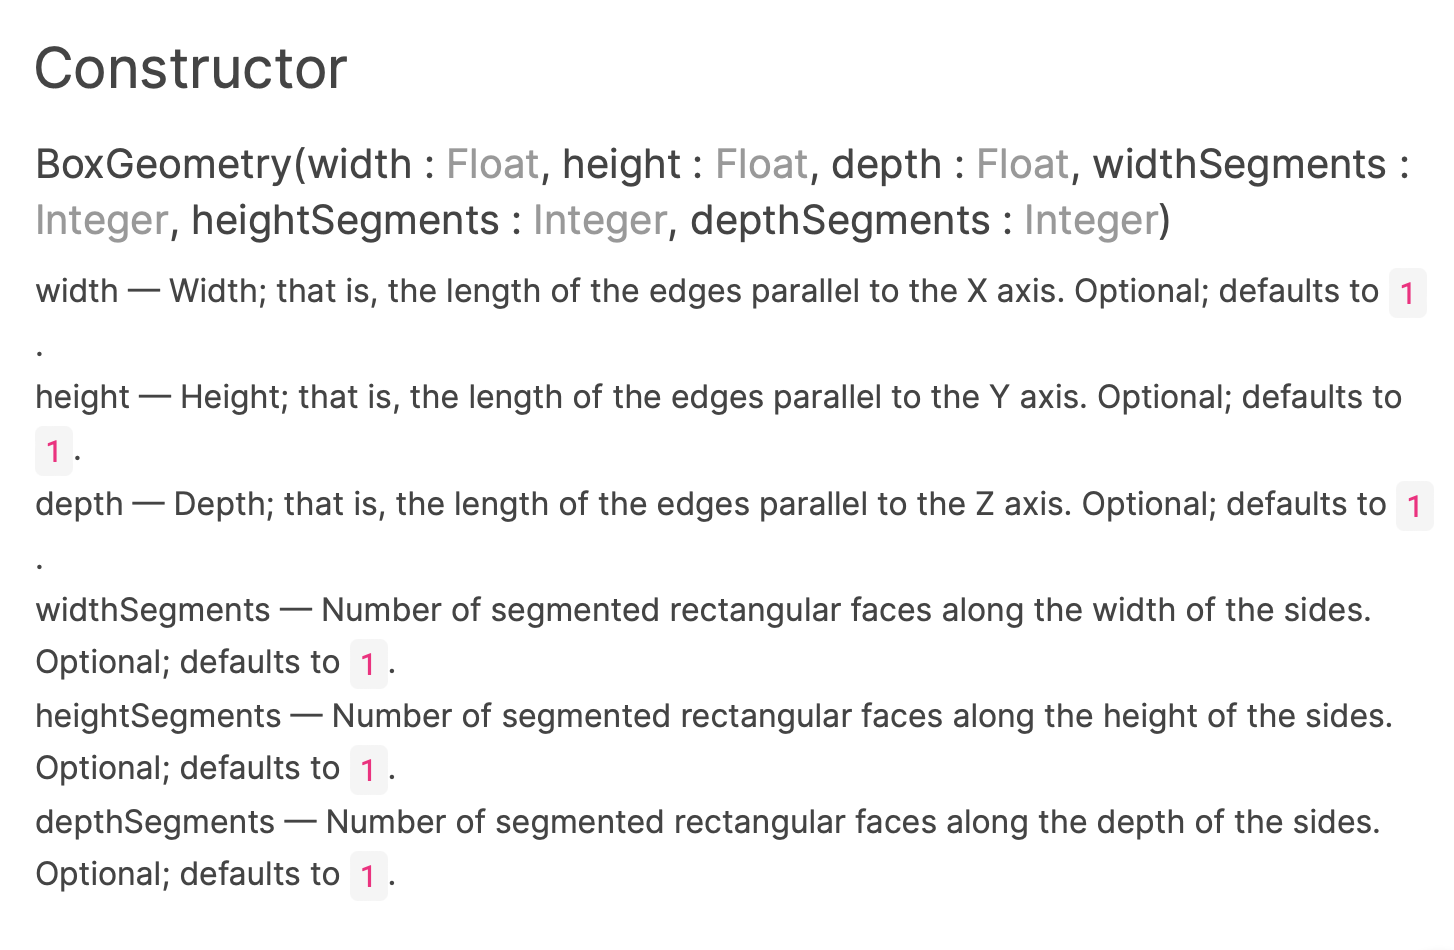 Constructor
BoxGeometry(width : Float, height : Float, depth : Float, widthSegments :
Integer, heightSegments : Integer, depthSegments : Integer)
width — Width; that is, the length of the edges parallel to the X axis. Optional; defaults to 1
.
height — Height; that is, the length of the edges parallel to the Y axis. Optional; defaults to
1.
depth — Depth; that is, the length of the edges parallel to the Z axis. Optional; defaults to 1
.
widthSegments — Number of segmented rectangular faces along the width of the sides.
Optional; defaults to 1.
heightSegments — Number of segmented rectangular faces along the height of the sides.
Optional; defaults to 1.
depthSegments — Number of segmented rectangular faces along the depth of the sides.
Optional; defaults to 1.